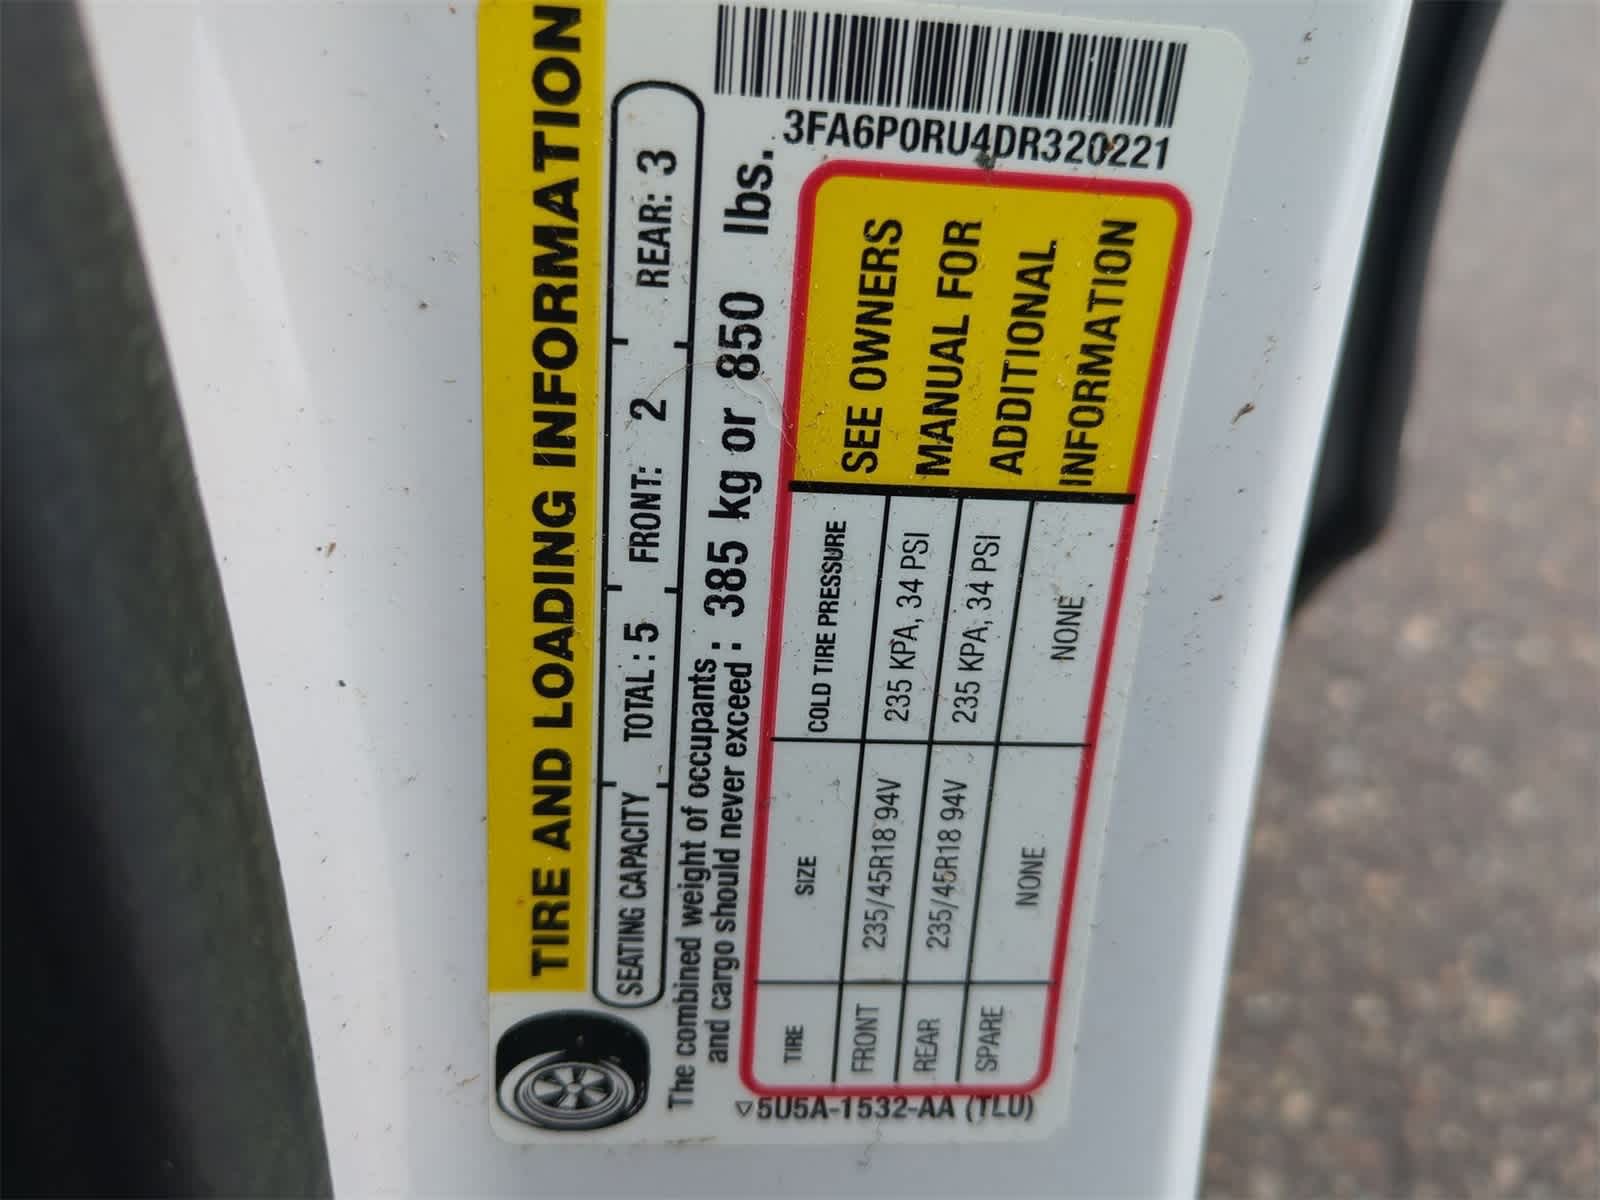 3FA6P0RU4DR320221
TIRE AND LOADING INFORMATION
SEATING CAPACITY TOTAL : 5 FRONT: 2 REAR: 3
The combined weight of occupants
and cargo should never exceed : 385 kg or 850 lbs.
TIRE SIZE COLD TIRE PRESSURE
FRONT 235/45R18 94V 235 KPA, 34 PSI
REAR 235/45R18 94V 235 KPA, 34 PSI
SPARE NONE NONE
SEE OWNERS
MANUAL FOR
ADDITIONAL
INFORMATION
▽5U5A-1532-AA (TLU)